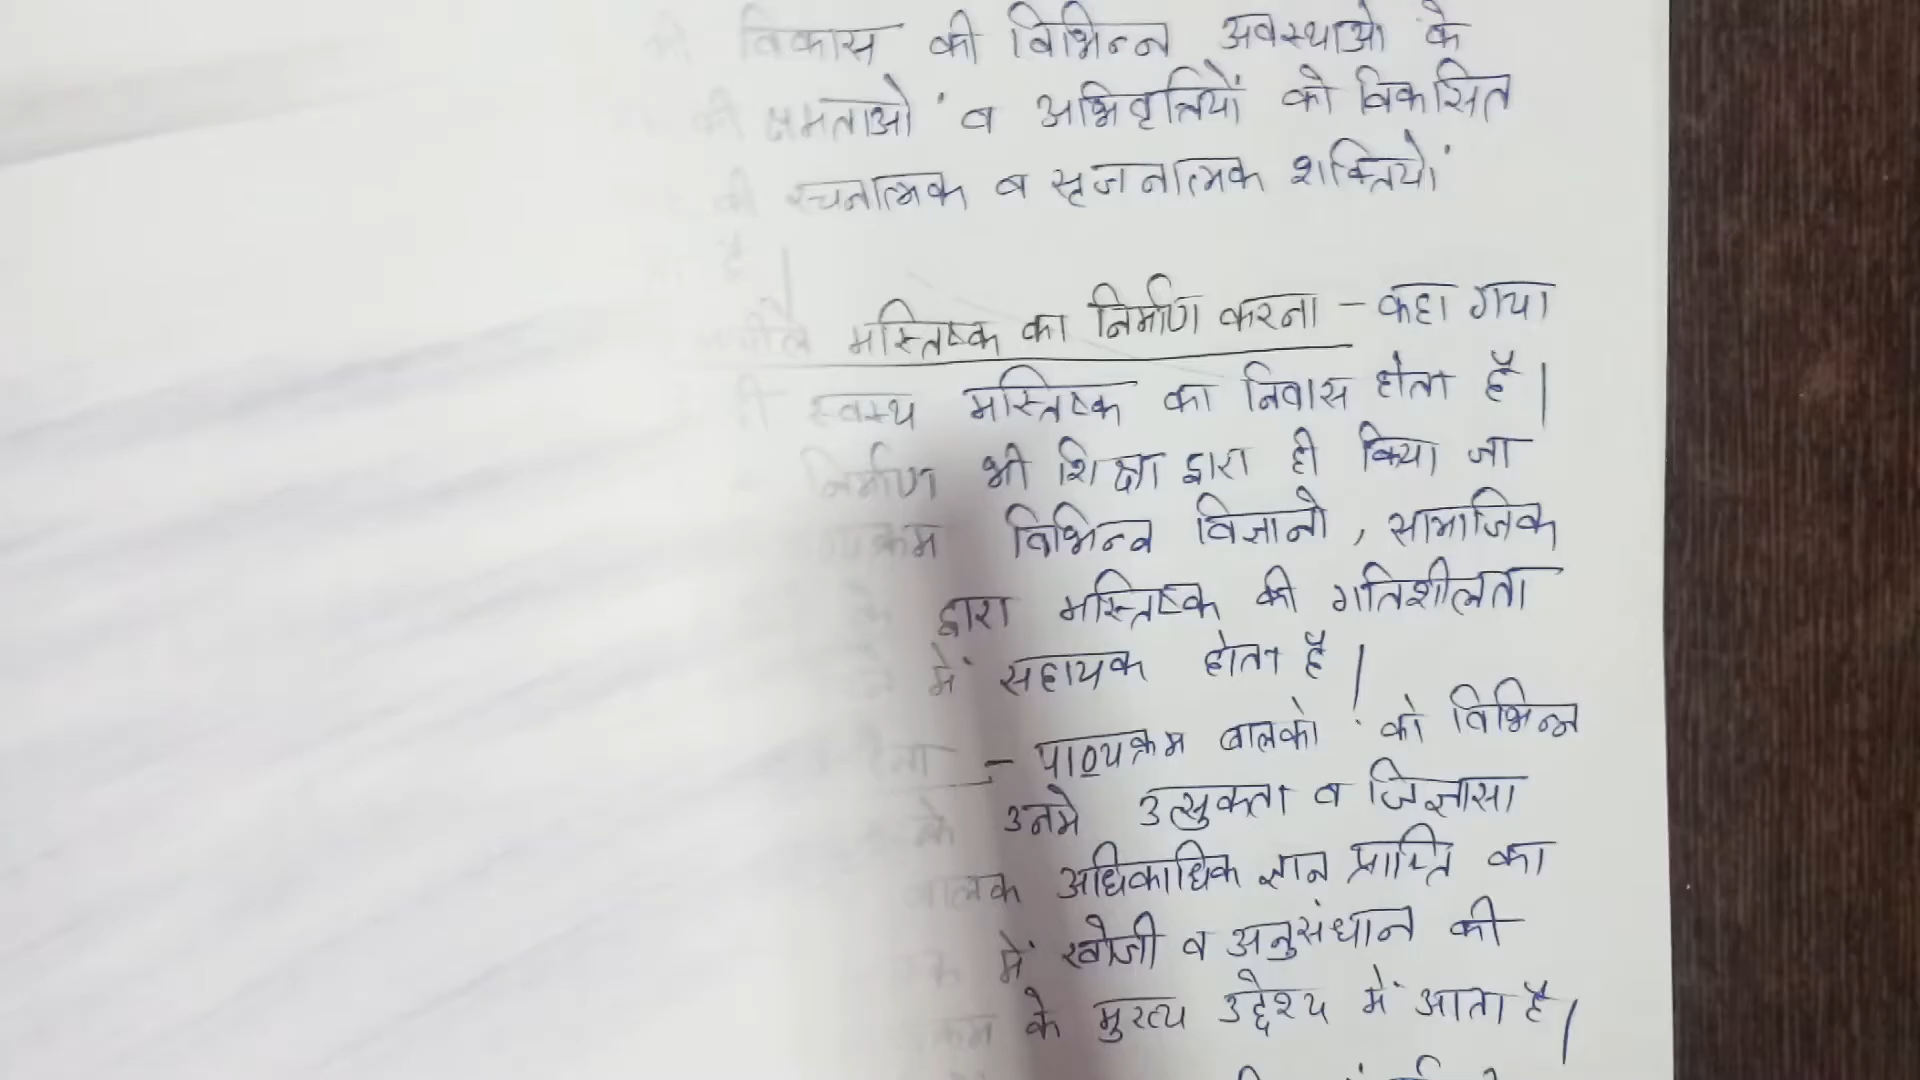 विकास की विभिन्न अवस्थाओ के
की क्षमताओं व अभिवृत्तियों को विकसित
की रचनात्मक व सृजनात्मक शक्तियों
है |
मस्तिष्क का निर्माण करना - कहा गया
स्वस्थ मस्तिष्क का निवास होता है |
निर्माण भी शिक्षा द्वारा ही किया जा
विभिन्न विज्ञानो , सामाजिक
द्वारा मस्तिष्क की गतिशीलता
में सहायक होता है |
- पाठ्यक्रम बालकों को विभिन्न
के उनमे उत्सुकता व जिज्ञासा
बालक अधिकाधिक ज्ञान प्राप्ति का
में खोजी व अनुसंधान की
के मुख्य उद्देश्य में आता है |